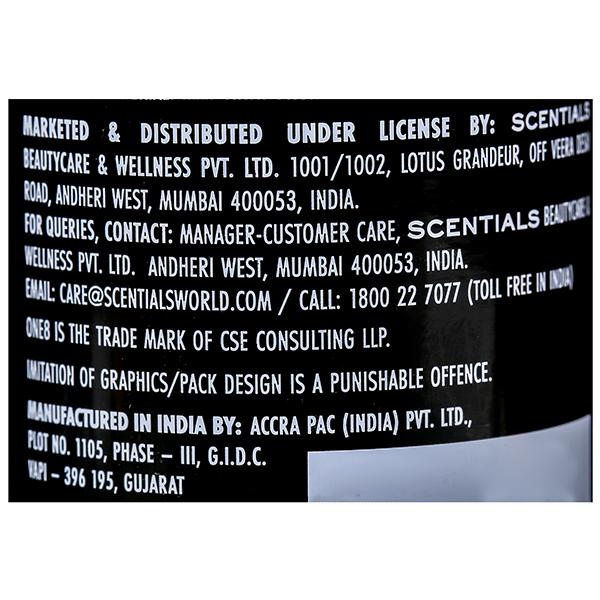 MARKETED & DISTRIBUTED UNDER LICENSE BY: SCENTIALS
BEAUTYCARE & WELLNESS PVT. LTD. 1001/1002, LOTUS GRANDEUR, OFF VEERA DESAI
ROAD, ANDHERI WEST, MUMBAI 400053, INDIA.
FOR QUERIES, CONTACT: MANAGER-CUSTOMER CARE, SCENTIALS BEAUTYCARE &
WELLNESS PVT. LTD. ANDHERI WEST, MUMBAI 400053, INDIA.
EMAIL: CARE@SCENTIALSWORLD.COM / CALL: 1800 22 7077 (TOLL FREE IN INDIA)
ONE8 IS THE TRADE MARK OF CSE CONSULTING LLP.
IMITATION OF GRAPHICS/PACK DESIGN IS A PUNISHABLE OFFENCE.
MANUFACTURED IN INDIA BY: ACCRA PAC (INDIA) PVT. LTD.,
PLOT NO. 1105, PHASE – III, G.I.D.C.
VAPI – 396 195, GUJARAT